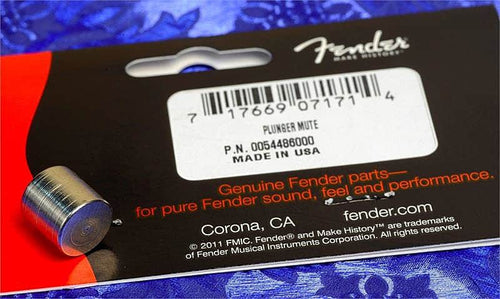 Fender
MAKE HISTORY™
7 17669 07171 4
PLUNGER MUTE
P.N. 0054486000
MADE IN USA
Genuine Fender parts—
for pure Fender sound, feel and performance.
Corona, CA fender.com
© 2011 FMIC. Fender® and Make History™ are trademarks
of Fender Musical Instruments Corporation. All rights reserved.